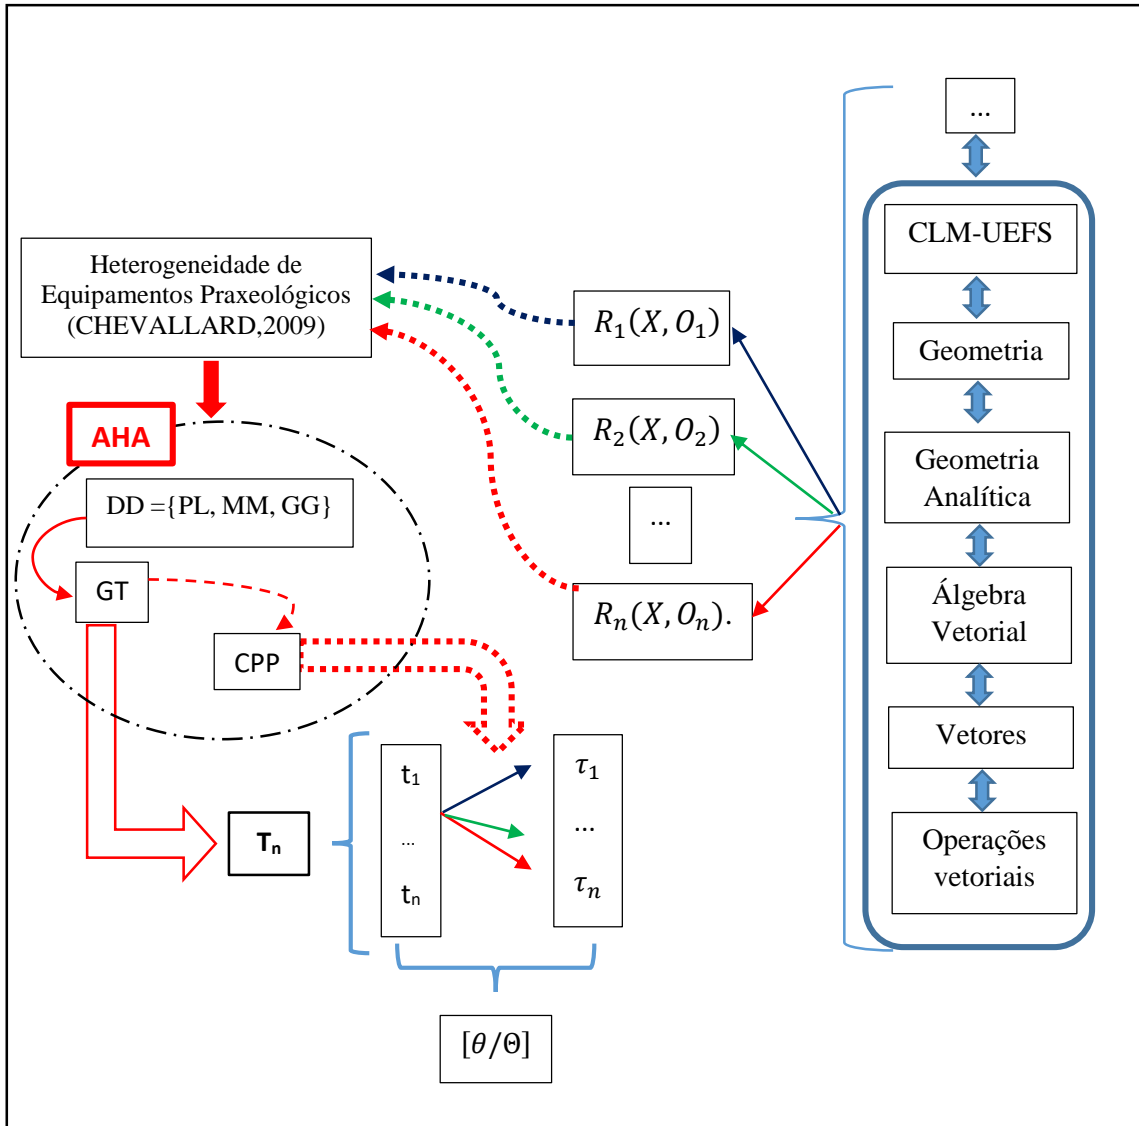 ...
CLM-UEFS
Geometria
Geometria
Analítica
Álgebra
Vetorial
Vetores
Operações
vetoriais
R₁(X, O₁)
R₂(X, O₂)
...
Rₙ(X, Oₙ).
Heterogeneidade de
Equipamentos Praxeológicos
(CHEVALLARD,2009)
AHA
DD ={PL, MM, GG}
GT
CPP
Tₙ
t₁
...
tₙ
τ₁
...
τₙ
[θ/Θ]